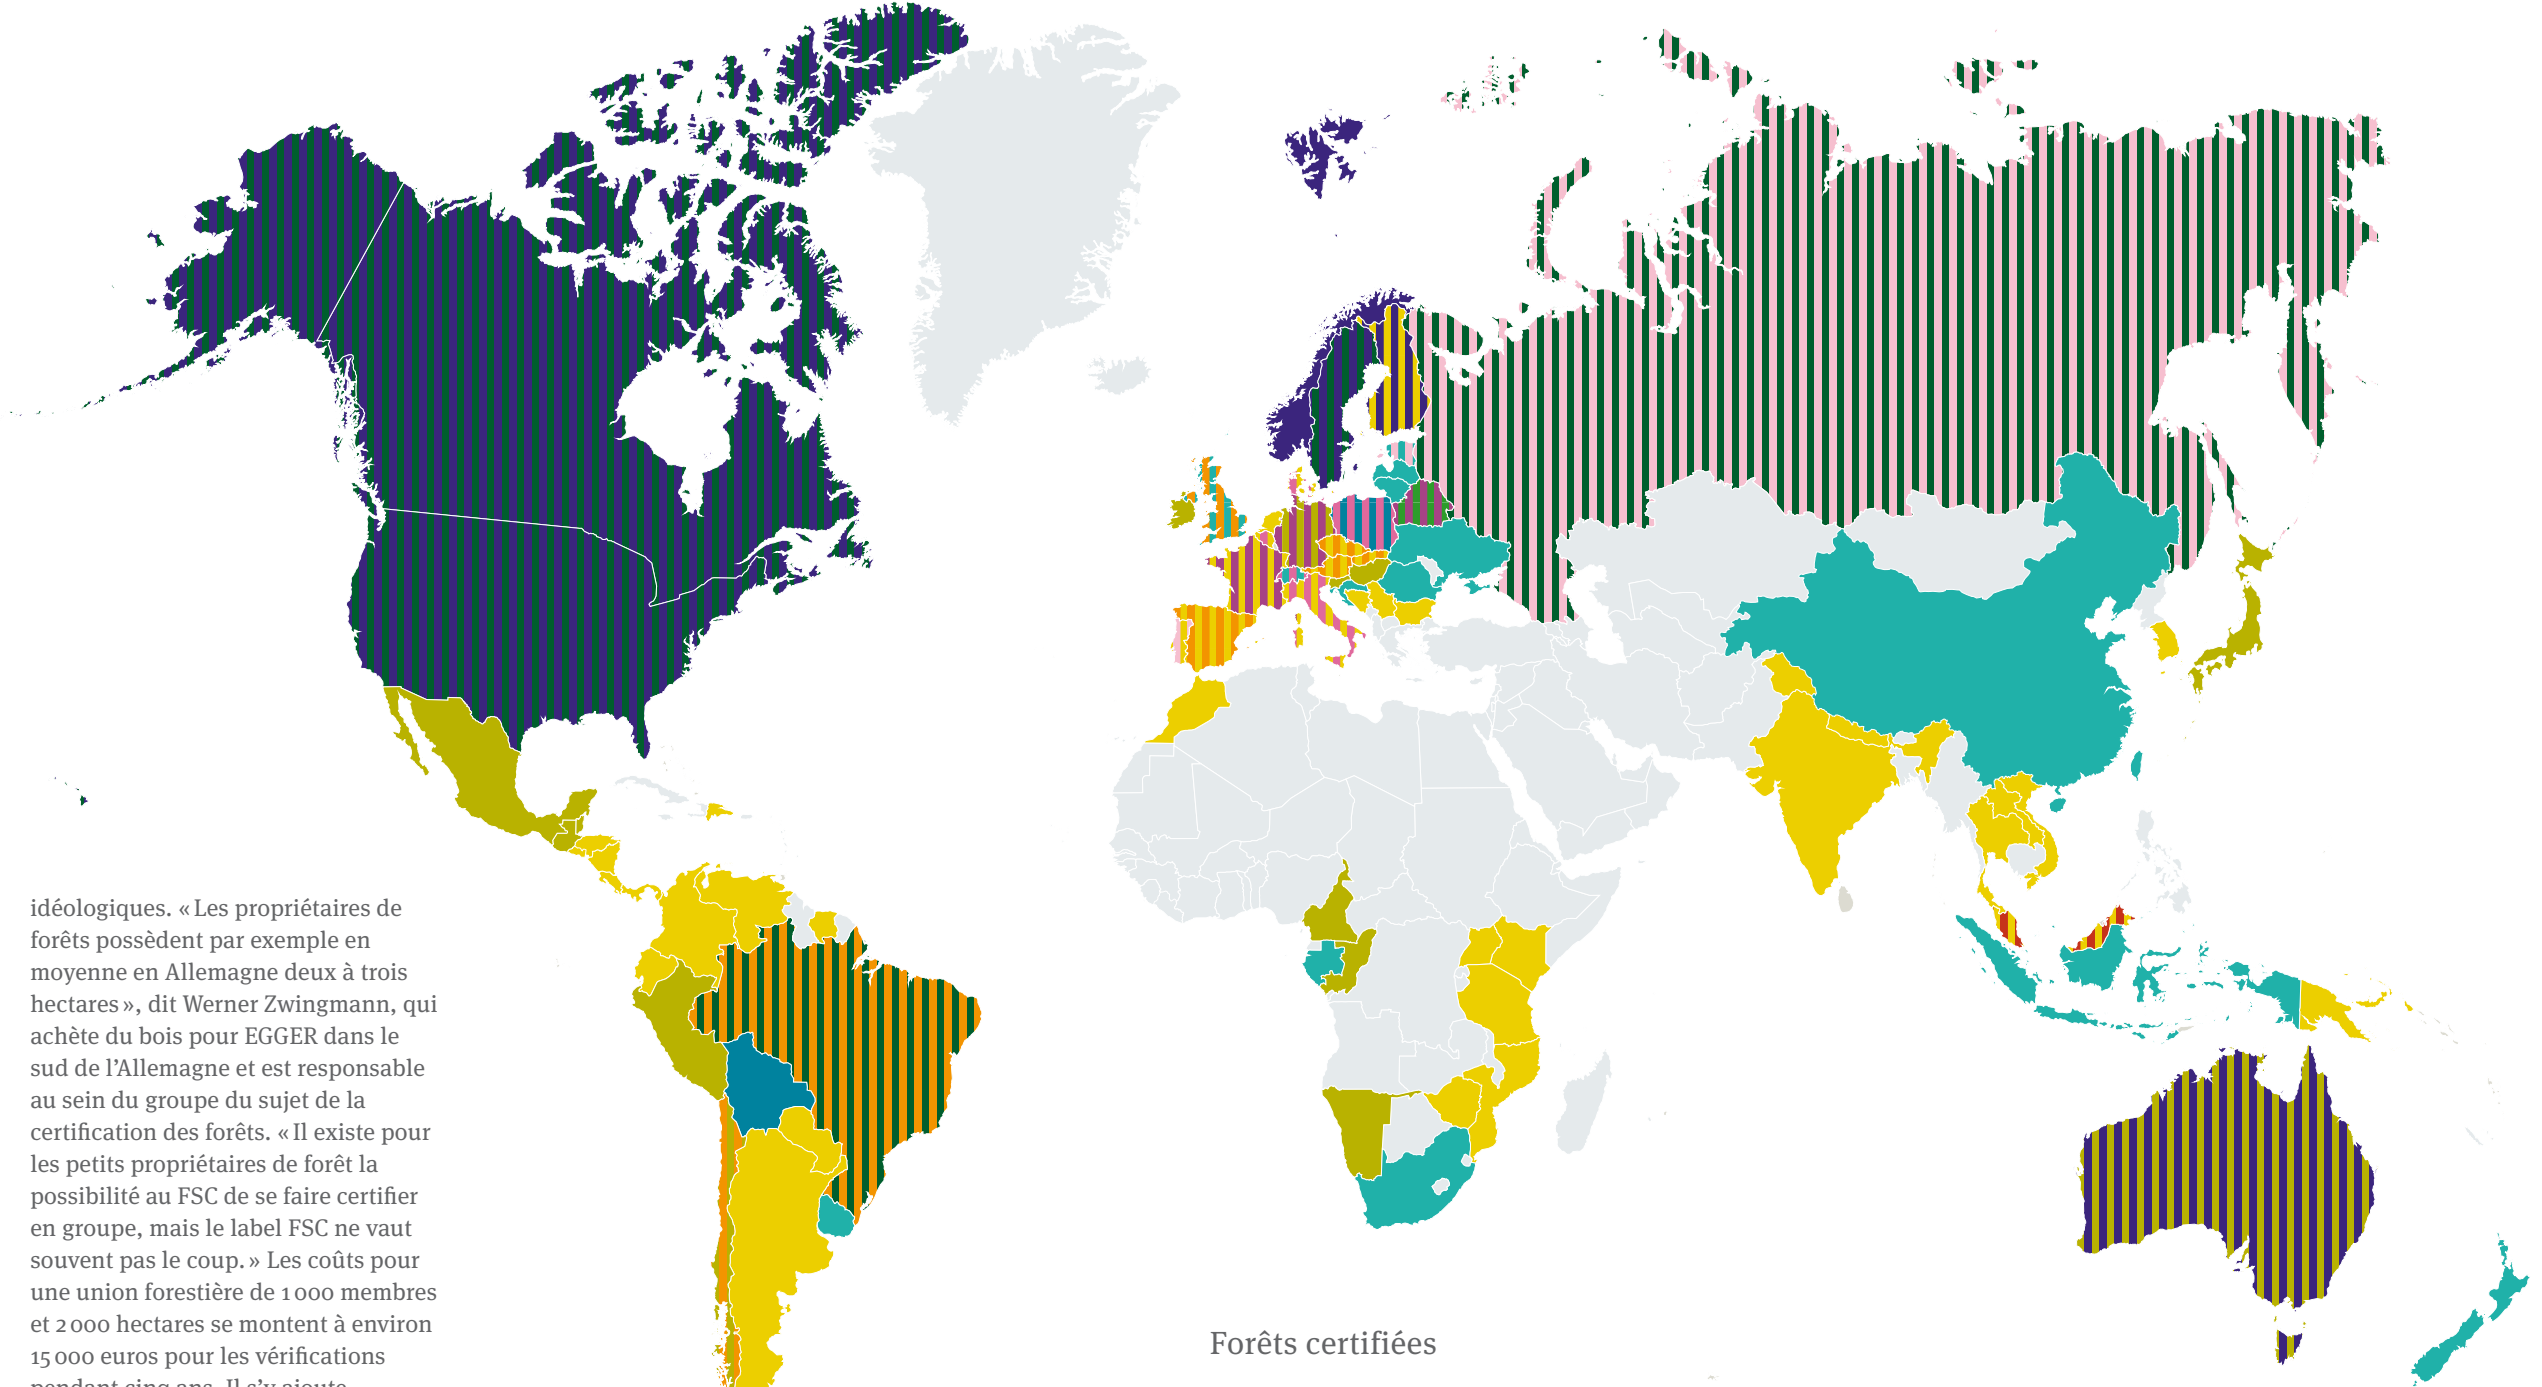 idéologiques. « Les propriétaires de
forêts possèdent par exemple en
moyenne en Allemagne deux à trois
hectares », dit Werner Zwingmann, qui
achète du bois pour EGGER dans le
sud de l’Allemagne et est responsable
au sein du groupe du sujet de la
certification des forêts. « Il existe pour
les petits propriétaires de forêt la
possibilité au FSC de se faire certifier
en groupe, mais le label FSC ne vaut
souvent pas le coup. » Les coûts pour
une union forestière de 1 000 membres
et 2 000 hectares se montent à environ
15 000 euros pour les vérifications
pendant cinq ans. Il s’y ajoute
Forêts certifiées